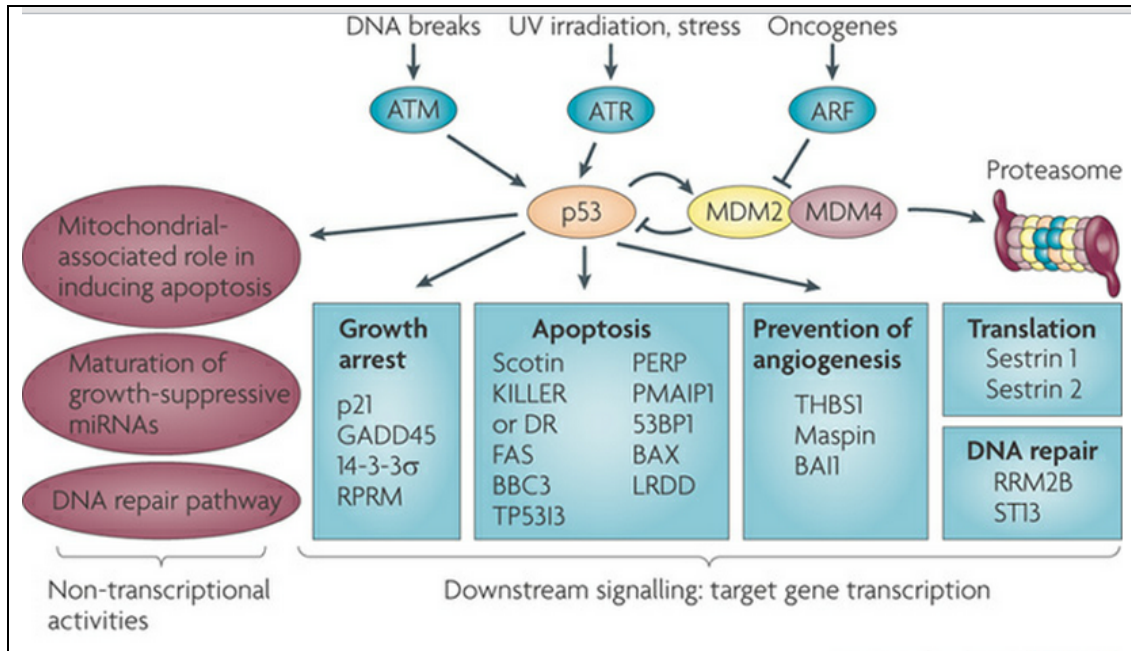 DNA breaks
UV irradiation, stress
Oncogenes
ATM
ATR
ARF
p53
MDM2
MDM4
Proteasome
Mitochondrial-
associated role in
inducing apoptosis
Maturation of
growth-suppressive
miRNAs
DNA repair pathway
Non-transcriptional
activities
Growth
arrest
p21
GADD45
14-3-3σ
RPRM
Apoptosis
Scotin
KILLER
or DR
FAS
BBC3
TP53I3
PERP
PMAIP1
53BP1
BAX
LRDD
Prevention of
angiogenesis
THBS1
Maspin
BAI1
Translation
Sestrin 1
Sestrin 2
DNA repair
RRM2B
ST13
Downstream signalling: target gene transcription